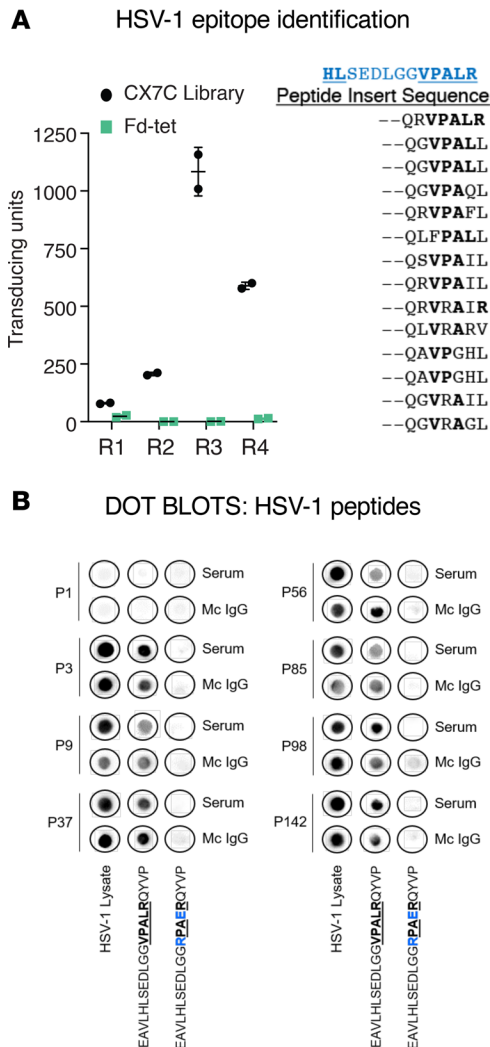 A
HSV-1 epitope identification
CX7C Library
Fd-tet
Transducing units
1250
1000
750
500
250
0
R1 R2 R3 R4
HLSEDLGGVPALR
Peptide Insert Sequence
--QRVPALR
--QGVPALL
--QGVPALL
--QGVPAQL
--QRVPAFL
--QLFPALL
--QSVPAIL
--QRVPAIL
--QRVRAIR
--QLVRARV
--QAVPGHL
--QAVPGHL
--QGVRAIL
--QGVRAGL
B
DOT BLOTS: HSV-1 peptides
P1
Serum
Mc IgG
P3
Serum
Mc IgG
P9
Serum
Mc IgG
P37
Serum
Mc IgG
HSV-1 Lysate
EAVLHLSEDLGGVPALRQYVP
EAVLHLSEDLGGRPAERQYVP
P56
Serum
Mc IgG
P85
Serum
Mc IgG
P98
Serum
Mc IgG
P142
Serum
Mc IgG
HSV-1 Lysate
EAVLHLSEDLGGVPALRQYVP
EAVLHLSEDLGGRPAERQYVP